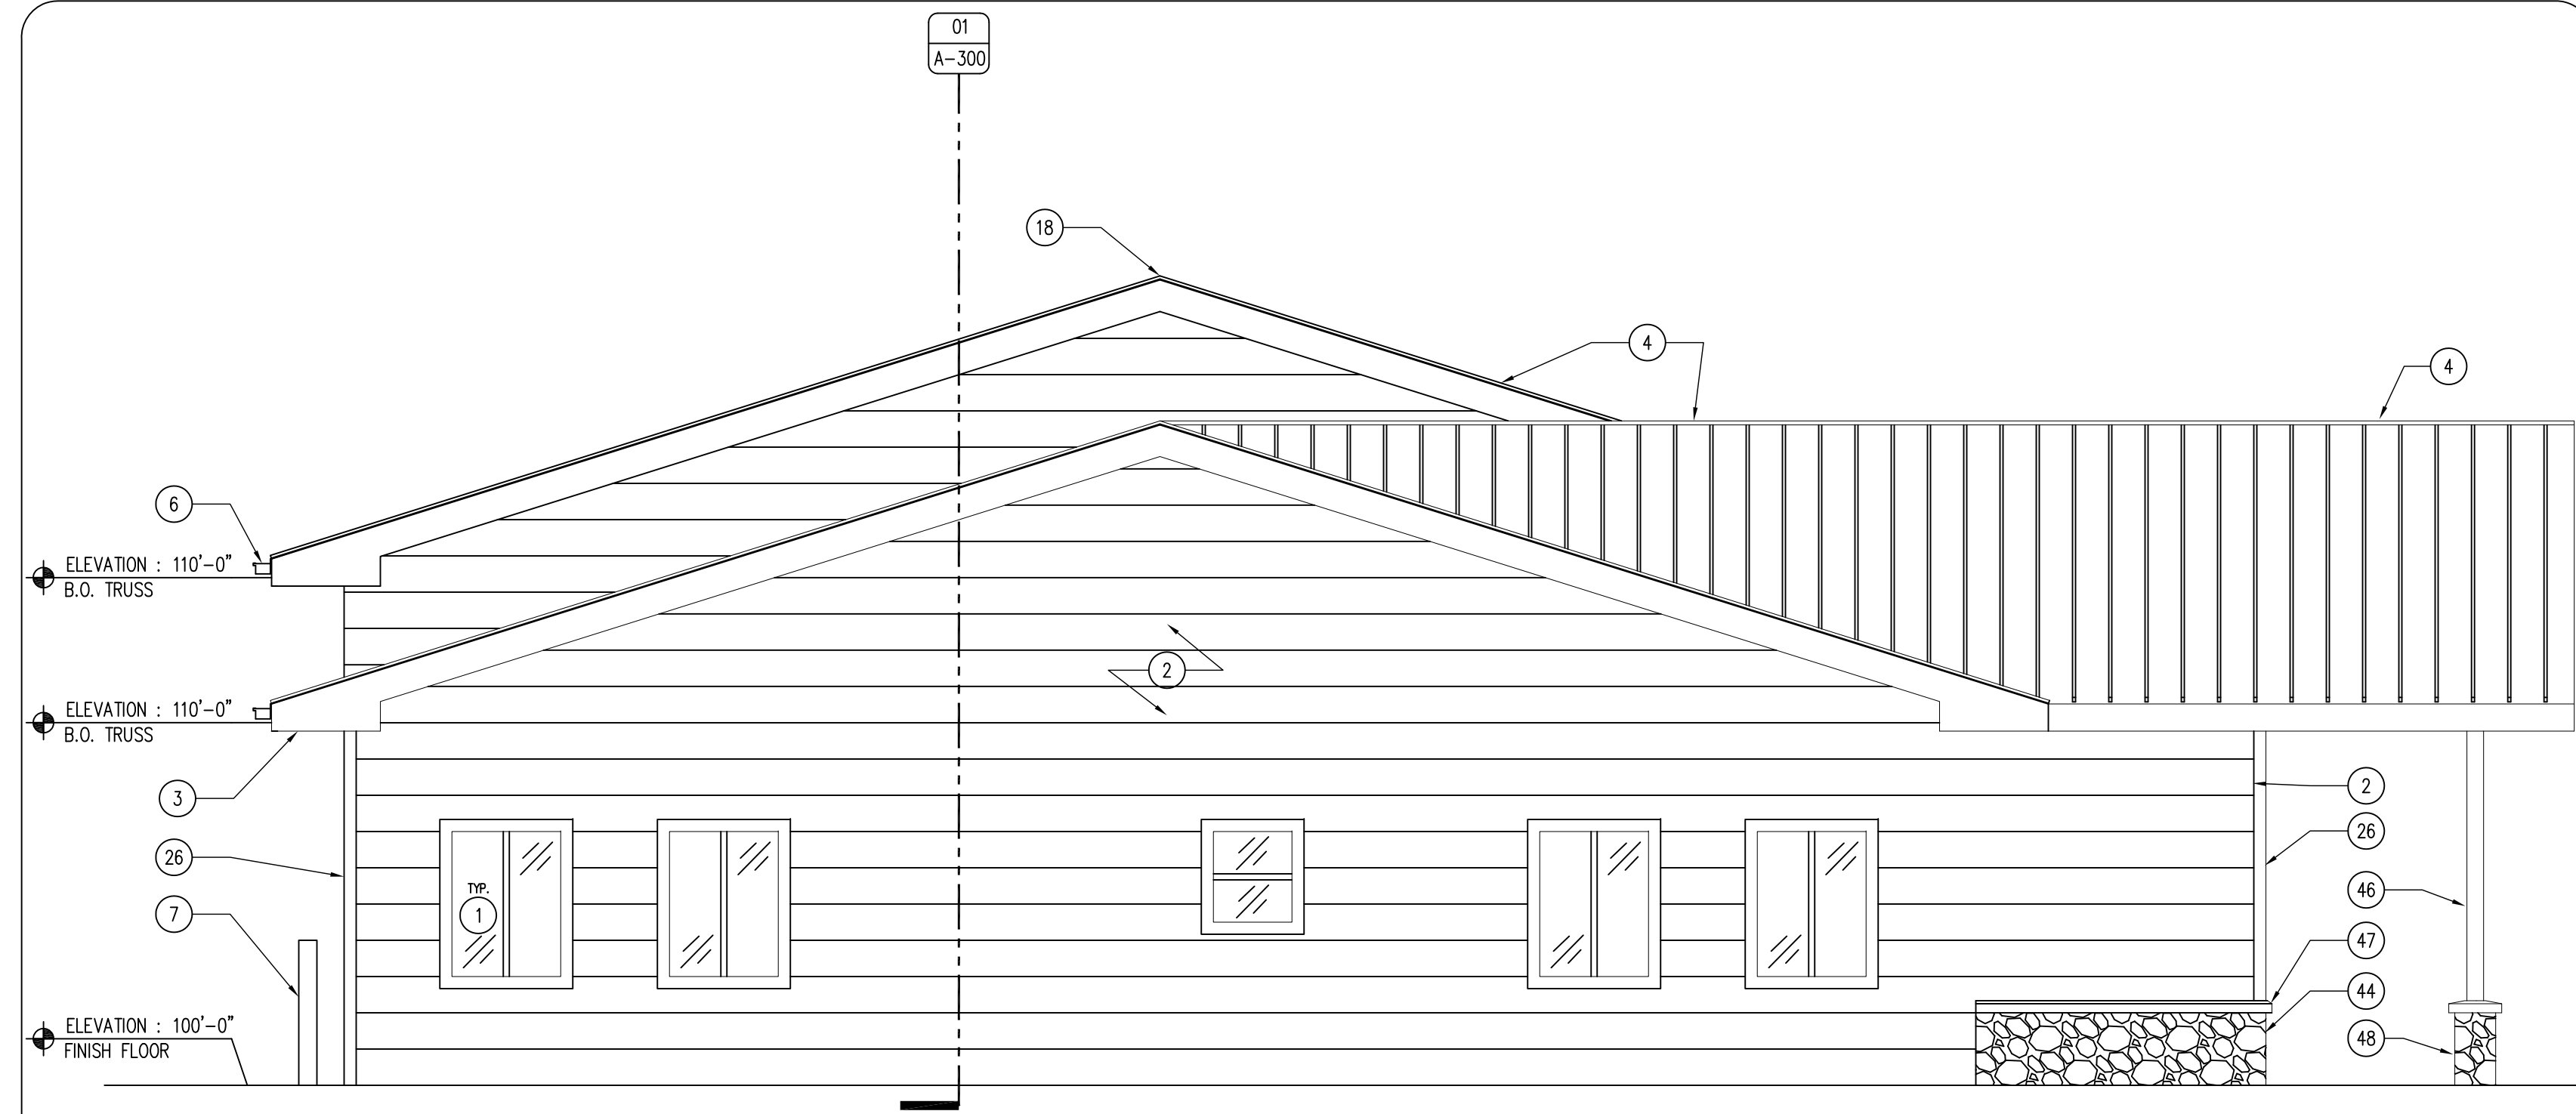 01
A-300
18
4
4
6
ELEVATION : 110'-0"
B.O. TRUSS
2
ELEVATION : 110'-0"
B.O. TRUSS
3
2
26
26
TYP.
1
7
46
47
44
ELEVATION : 100'-0"
FINISH FLOOR
48